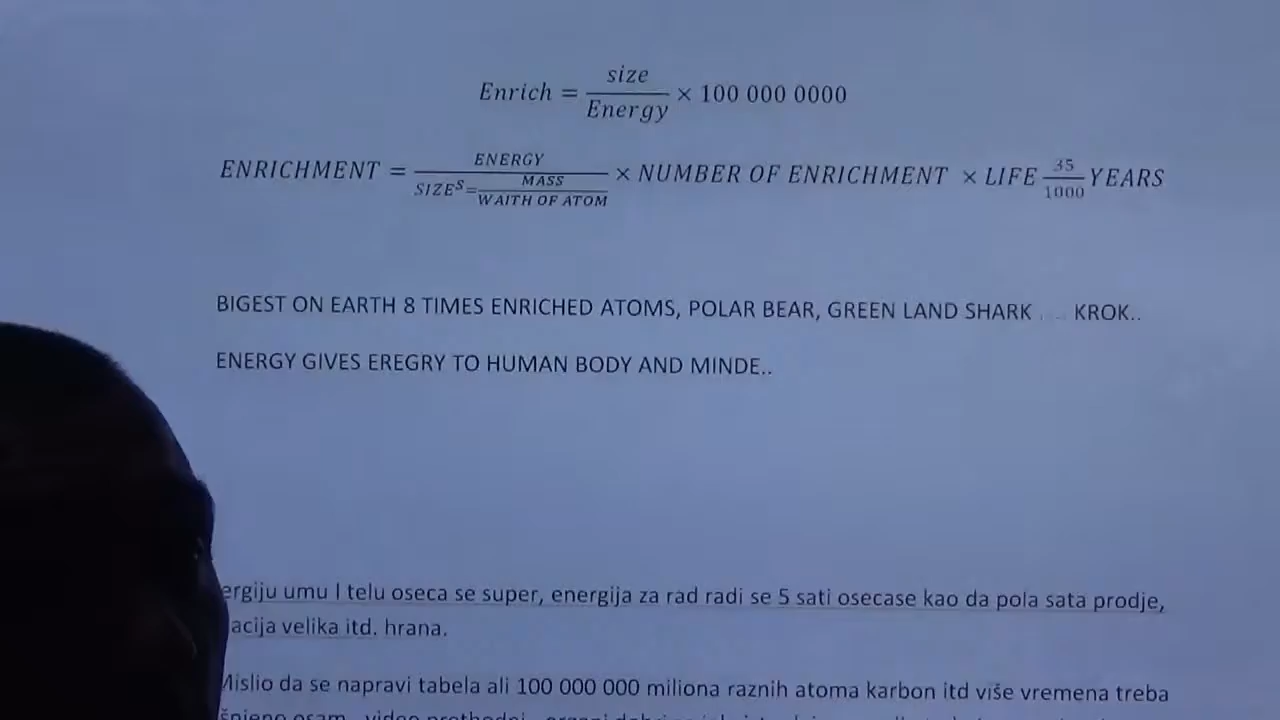 Enrich = size/Energy × 100 000 0000
ENRICHMENT = ENERGY/SIZE^S=MASS/WAITH OF ATOM × NUMBER OF ENRICHMENT × LIFE 35/1000 YEARS
BIGEST ON EARTH 8 TIMES ENRICHED ATOMS, POLAR BEAR, GREEN LAND SHARK . .. KROK..
ENERGY GIVES EREGRY TO HUMAN BODY AND MINDE..
ergiju umu I telu oseca se super, energija za rad radi se 5 sati osecase kao da pola sata prodje,
acija velika itd. hrana.
Mislio da se napravi tabela ali 100 000 000 miliona raznih atoma karbon itd više vremena treba